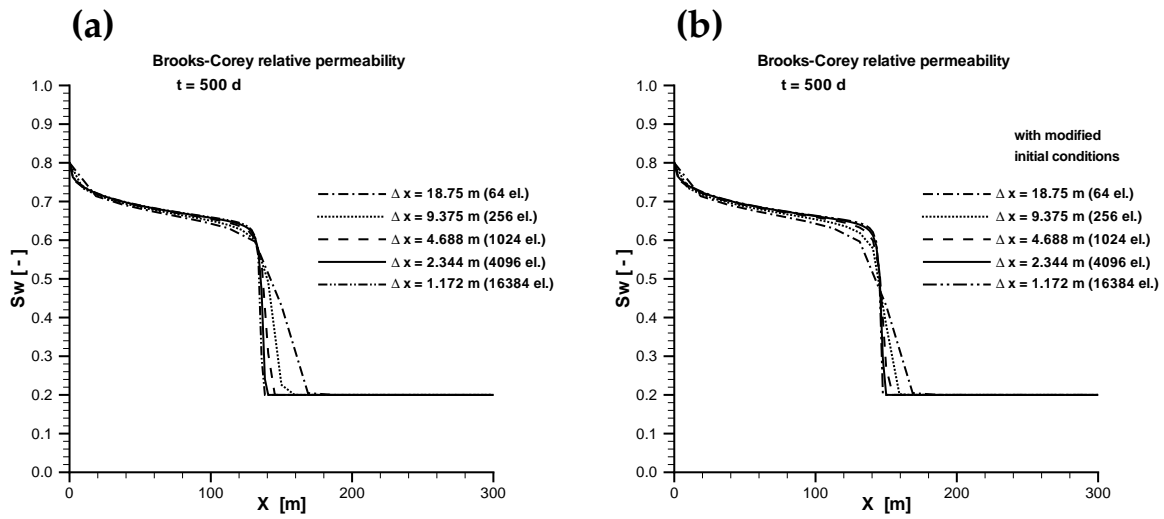 (a)
Brooks-Corey relative permeability
t = 500 d
1.0
0.9
0.8
0.7
0.6
0.5
0.4
0.3
0.2
0.1
0.0
Sw [ - ]
Δ x = 18.75 m (64 el.)
Δ x = 9.375 m (256 el.)
Δ x = 4.688 m (1024 el.)
Δ x = 2.344 m (4096 el.)
Δ x = 1.172 m (16384 el.)
0 100 200 300
X [m]
(b)
Brooks-Corey relative permeability
t = 500 d
with modified
initial conditions
1.0
0.9
0.8
0.7
0.6
0.5
0.4
0.3
0.2
0.1
0.0
Sw [ - ]
Δ x = 18.75 m (64 el.)
Δ x = 9.375 m (256 el.)
Δ x = 4.688 m (1024 el.)
Δ x = 2.344 m (4096 el.)
Δ x = 1.172 m (16384 el.)
0 100 200 300
X [m]